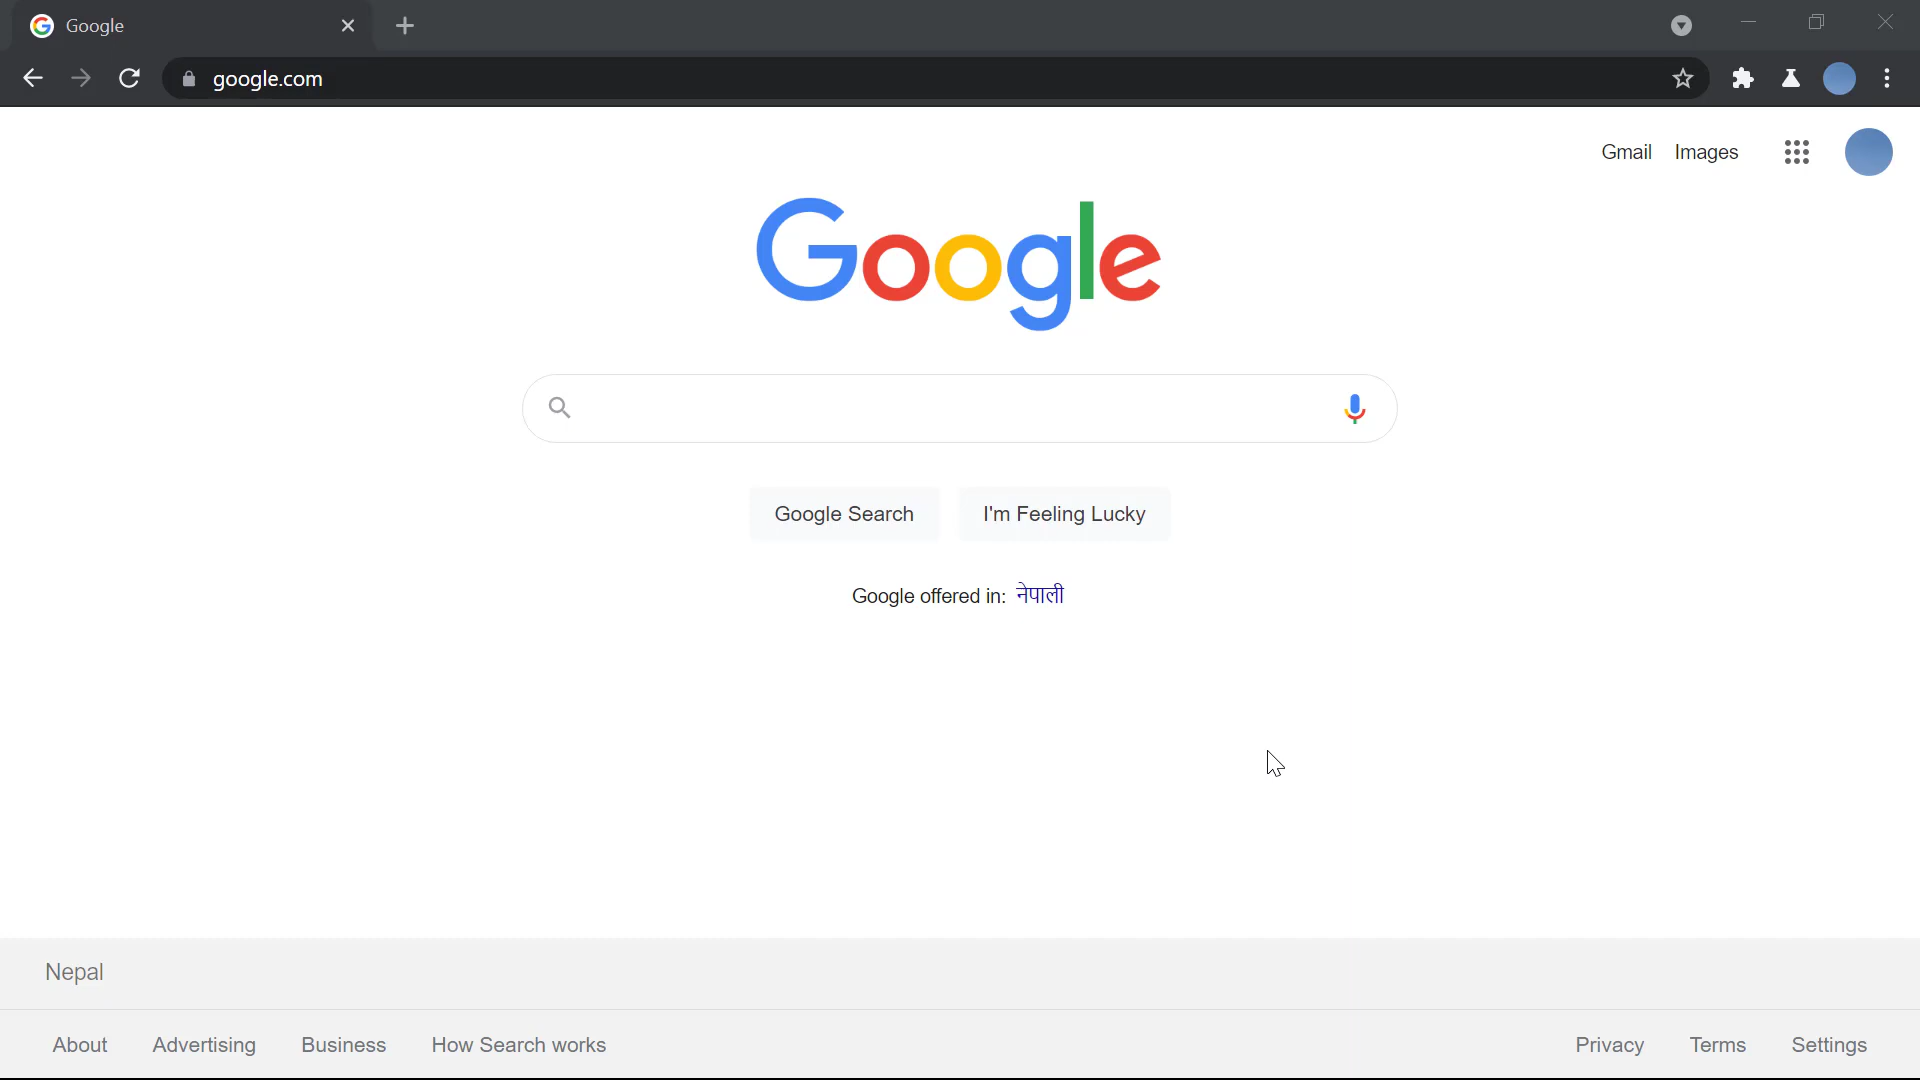 Google
google.com
Gmail Images
Google
Google Search I'm Feeling Lucky
Google offered in: नेपाली
Nepal
About Advertising Business How Search works Privacy Terms Settings